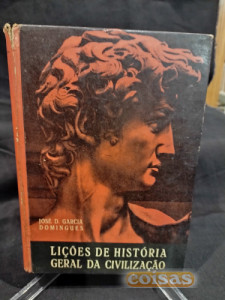 JOSÉ D. GARCIA
DOMINGUES
LIÇÕES DE HISTÓRIA
GERAL DA CIVILIZAÇÃO
coisas